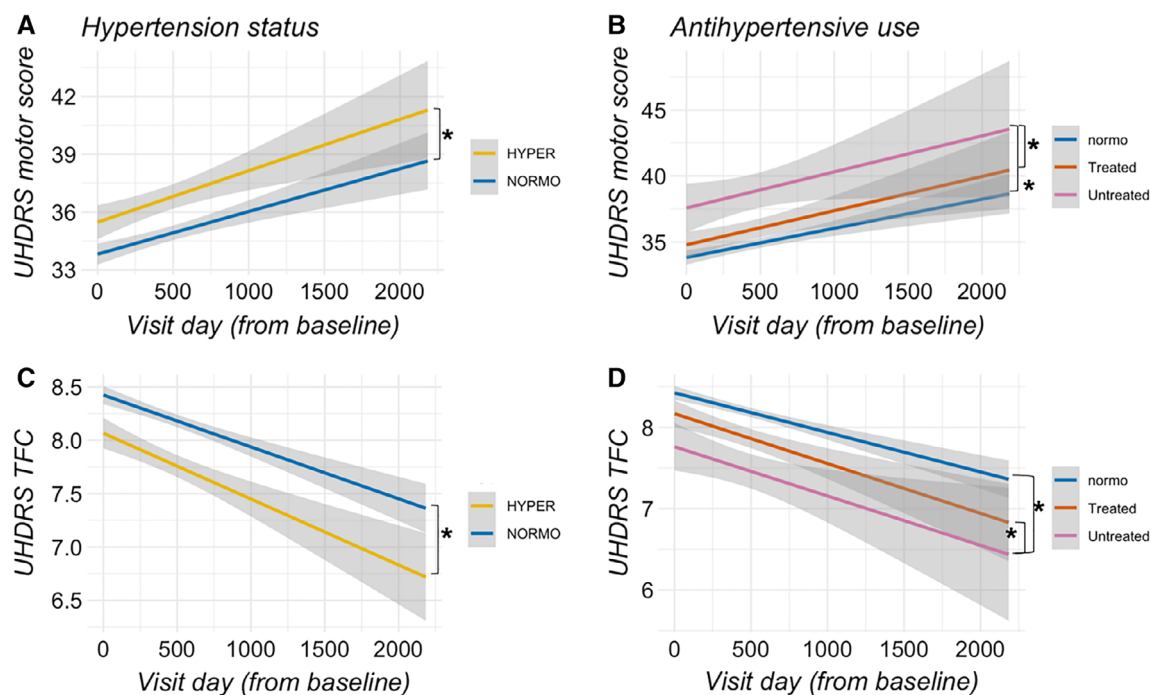 A Hypertension status
UHDRS motor score
42
39
36
33
0 500 1000 1500 2000
Visit day (from baseline)
*
HYPER
NORMO
B Antihypertensive use
UHDRS motor score
45
40
35
0 500 1000 1500 2000
Visit day (from baseline)
*
*
normo
Treated
Untreated
C
UHDRS TFC
8.5
8.0
7.5
7.0
6.5
0 500 1000 1500 2000
Visit day (from baseline)
*
HYPER
NORMO
D
UHDRS TFC
8
7
6
0 500 1000 1500 2000
Visit day (from baseline)
*
*
normo
Treated
Untreated